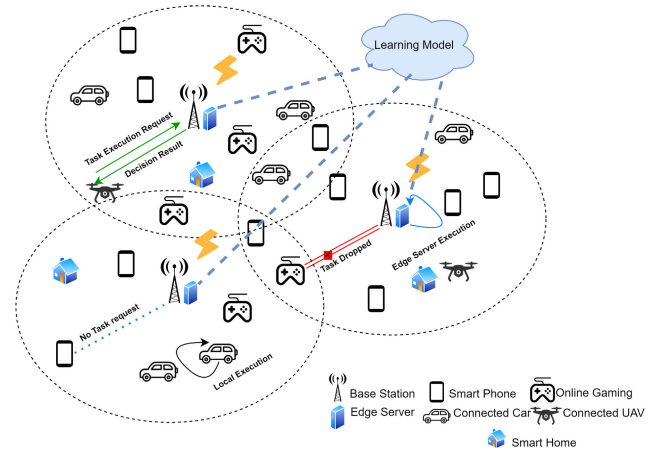 Learning Model
Task Execution Request
Decision Result
Task Dropped
Edge Server Execution
No Task request
Local Execution
Base Station
Smart Phone
Online Gaming
Edge Server
Connected Car
Connected UAV
Smart Home